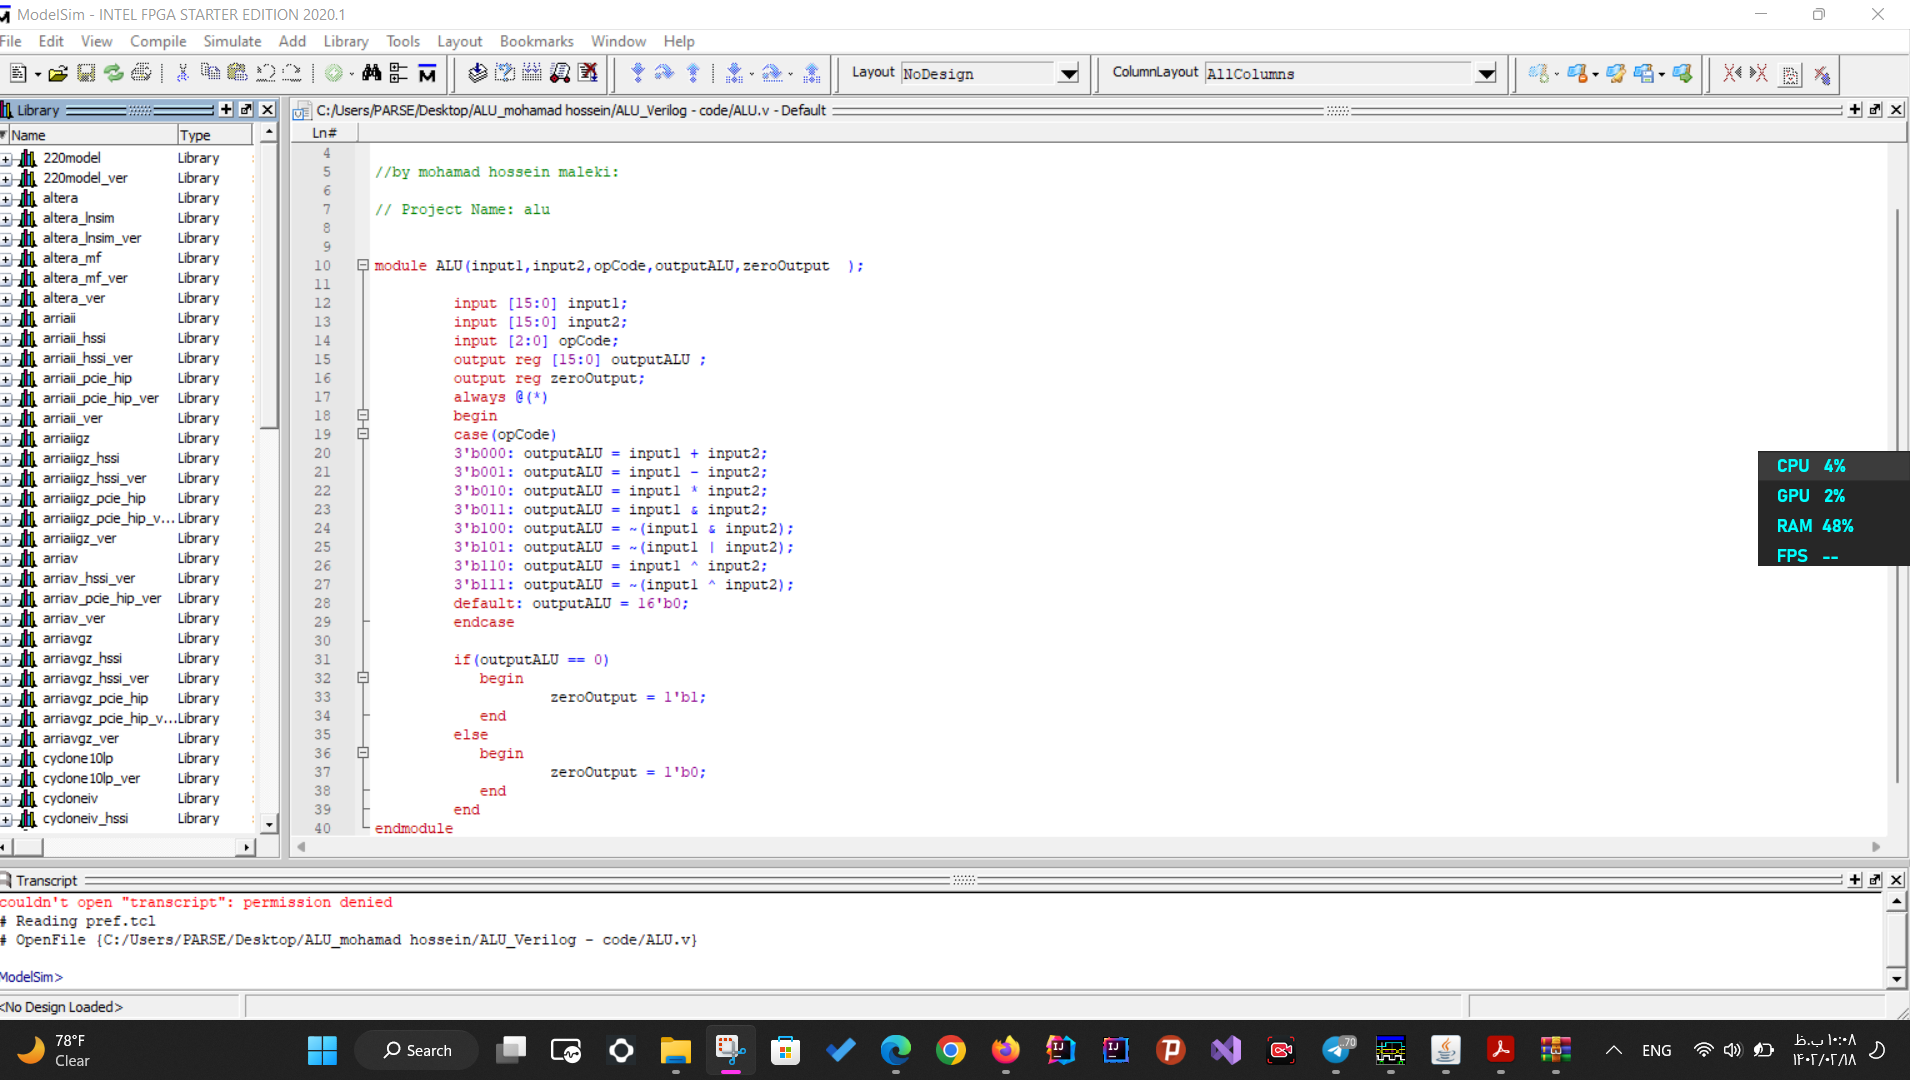 ModelSim - INTEL FPGA STARTER EDITION 2020.1
File Edit View Compile Simulate Add Library Tools Layout Bookmarks Window Help
Layout NoDesign
ColumnLayout AllColumns
Library
Name Type
220model Library
220model_ver Library
altera Library
altera_lnsim Library
altera_lnsim_ver Library
altera_mf Library
altera_mf_ver Library
altera_ver Library
arriaii Library
arriaii_hssi Library
arriaii_hssi_ver Library
arriaii_pcie_hip Library
arriaii_pcie_hip_ver Library
arriaii_ver Library
arriaiigz Library
arriaiigz_hssi Library
arriaiigz_hssi_ver Library
arriaiigz_pcie_hip Library
arriaiigz_pcie_hip_v... Library
arriaiigz_ver Library
arriav Library
arriav_hssi_ver Library
arriav_pcie_hip_ver Library
arriav_ver Library
arriavgz Library
arriavgz_hssi Library
arriavgz_hssi_ver Library
arriavgz_pcie_hip Library
arriavgz_pcie_hip_v... Library
arriavgz_ver Library
cyclone10lp Library
cyclone10lp_ver Library
cycloneiv Library
cycloneiv_hssi Library
C:/Users/PARSE/Desktop/ALU_mohamad hossein/ALU_Verilog - code/ALU.v - Default
Ln#
4
5 //by mohamad hossein maleki:
6
7 // Project Name: alu
8
9
10 module ALU(input1,input2,opCode,outputALU,zeroOutput );
11
12 input [15:0] input1;
13 input [15:0] input2;
14 input [2:0] opCode;
15 output reg [15:0] outputALU ;
16 output reg zeroOutput;
17 always @(*)
18 begin
19 case(opCode)
20 3'b000: outputALU = input1 + input2;
21 3'b001: outputALU = input1 - input2;
22 3'b010: outputALU = input1 * input2;
23 3'b011: outputALU = input1 & input2;
24 3'b100: outputALU = ~(input1 & input2);
25 3'b101: outputALU = ~(input1 | input2);
26 3'b110: outputALU = input1 ^ input2;
27 3'b111: outputALU = ~(input1 ^ input2);
28 default: outputALU = 16'b0;
29 endcase
30
31 if(outputALU == 0)
32 begin
33 zeroOutput = 1'b1;
34 end
35 else
36 begin
37 zeroOutput = 1'b0;
38 end
39 end
40 endmodule
CPU 4%
GPU 2%
RAM 48%
FPS --
Transcript
couldn't open "transcript": permission denied
# Reading pref.tcl
# OpenFile {C:/Users/PARSE/Desktop/ALU_mohamad hossein/ALU_Verilog - code/ALU.v}
ModelSim>
<No Design Loaded>
78°F
Clear
Search
70
ENG
۱۰:۰۸ ب.ظ
۱۴۰۲/۰۲/۱۸